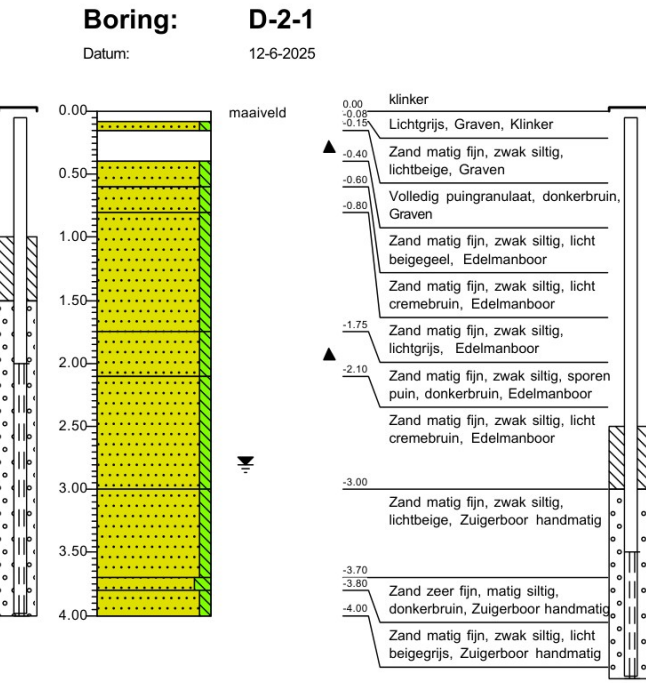 Boring: D-2-1
Datum: 12-6-2025
0.00
0.50
1.00
1.50
2.00
2.50
3.00
3.50
4.00
maaiveld
0.00
klinker
-0.08
Lichtgrijs, Graven, Klinker
-0.15
Zand matig fijn, zwak siltig,
lichtbeige, Graven
-0.40
Volledig puingranulaat, donkerbruin,
Graven
-0.60
Zand matig fijn, zwak siltig, licht
beigegeel, Edelmanboor
-0.80
Zand matig fijn, zwak siltig, licht
cremebruin, Edelmanboor
Zand matig fijn, zwak siltig,
lichtgrijs, Edelmanboor
-1.75
Zand matig fijn, zwak siltig, sporen
puin, donkerbruin, Edelmanboor
-2.10
Zand matig fijn, zwak siltig, licht
cremebruin, Edelmanboor
-3.00
Zand matig fijn, zwak siltig,
lichtbeige, Zuigerboor handmatig
-3.70
Zand zeer fijn, matig siltig,
donkerbruin, Zuigerboor handmatig
-3.80
Zand matig fijn, zwak siltig, licht
beigegrijs, Zuigerboor handmatig
-4.00